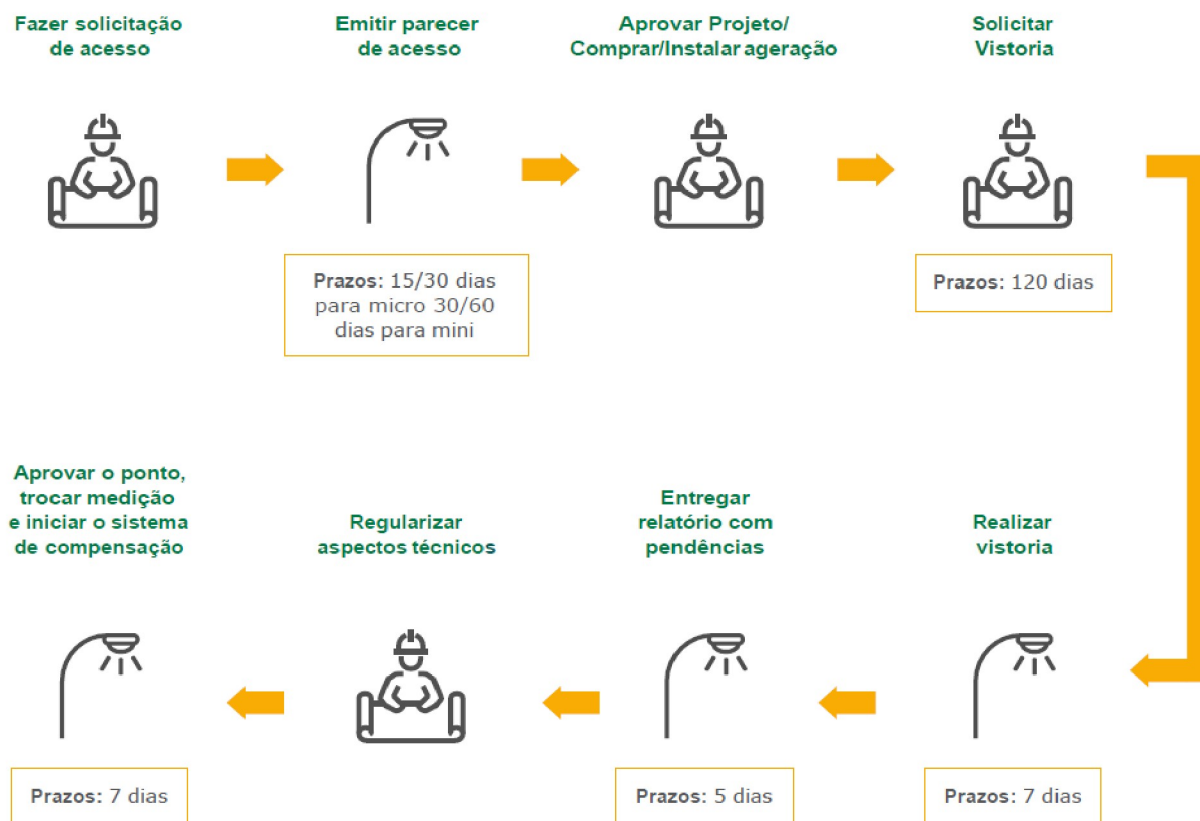 Fazer solicitação
de acesso
Emitir parecer
de acesso
Aprovar Projeto/
Comprar/Instalar ageração
Solicitar
Vistoria
Prazos: 15/30 dias
para micro 30/60
dias para mini
Prazos: 120 dias
Aprovar o ponto,
trocar medição
e iniciar o sistema
de compensação
Regularizar
aspectos técnicos
Entregar
relatório com
pendências
Realizar
vistoria
Prazos: 7 dias
Prazos: 5 dias
Prazos: 7 dias